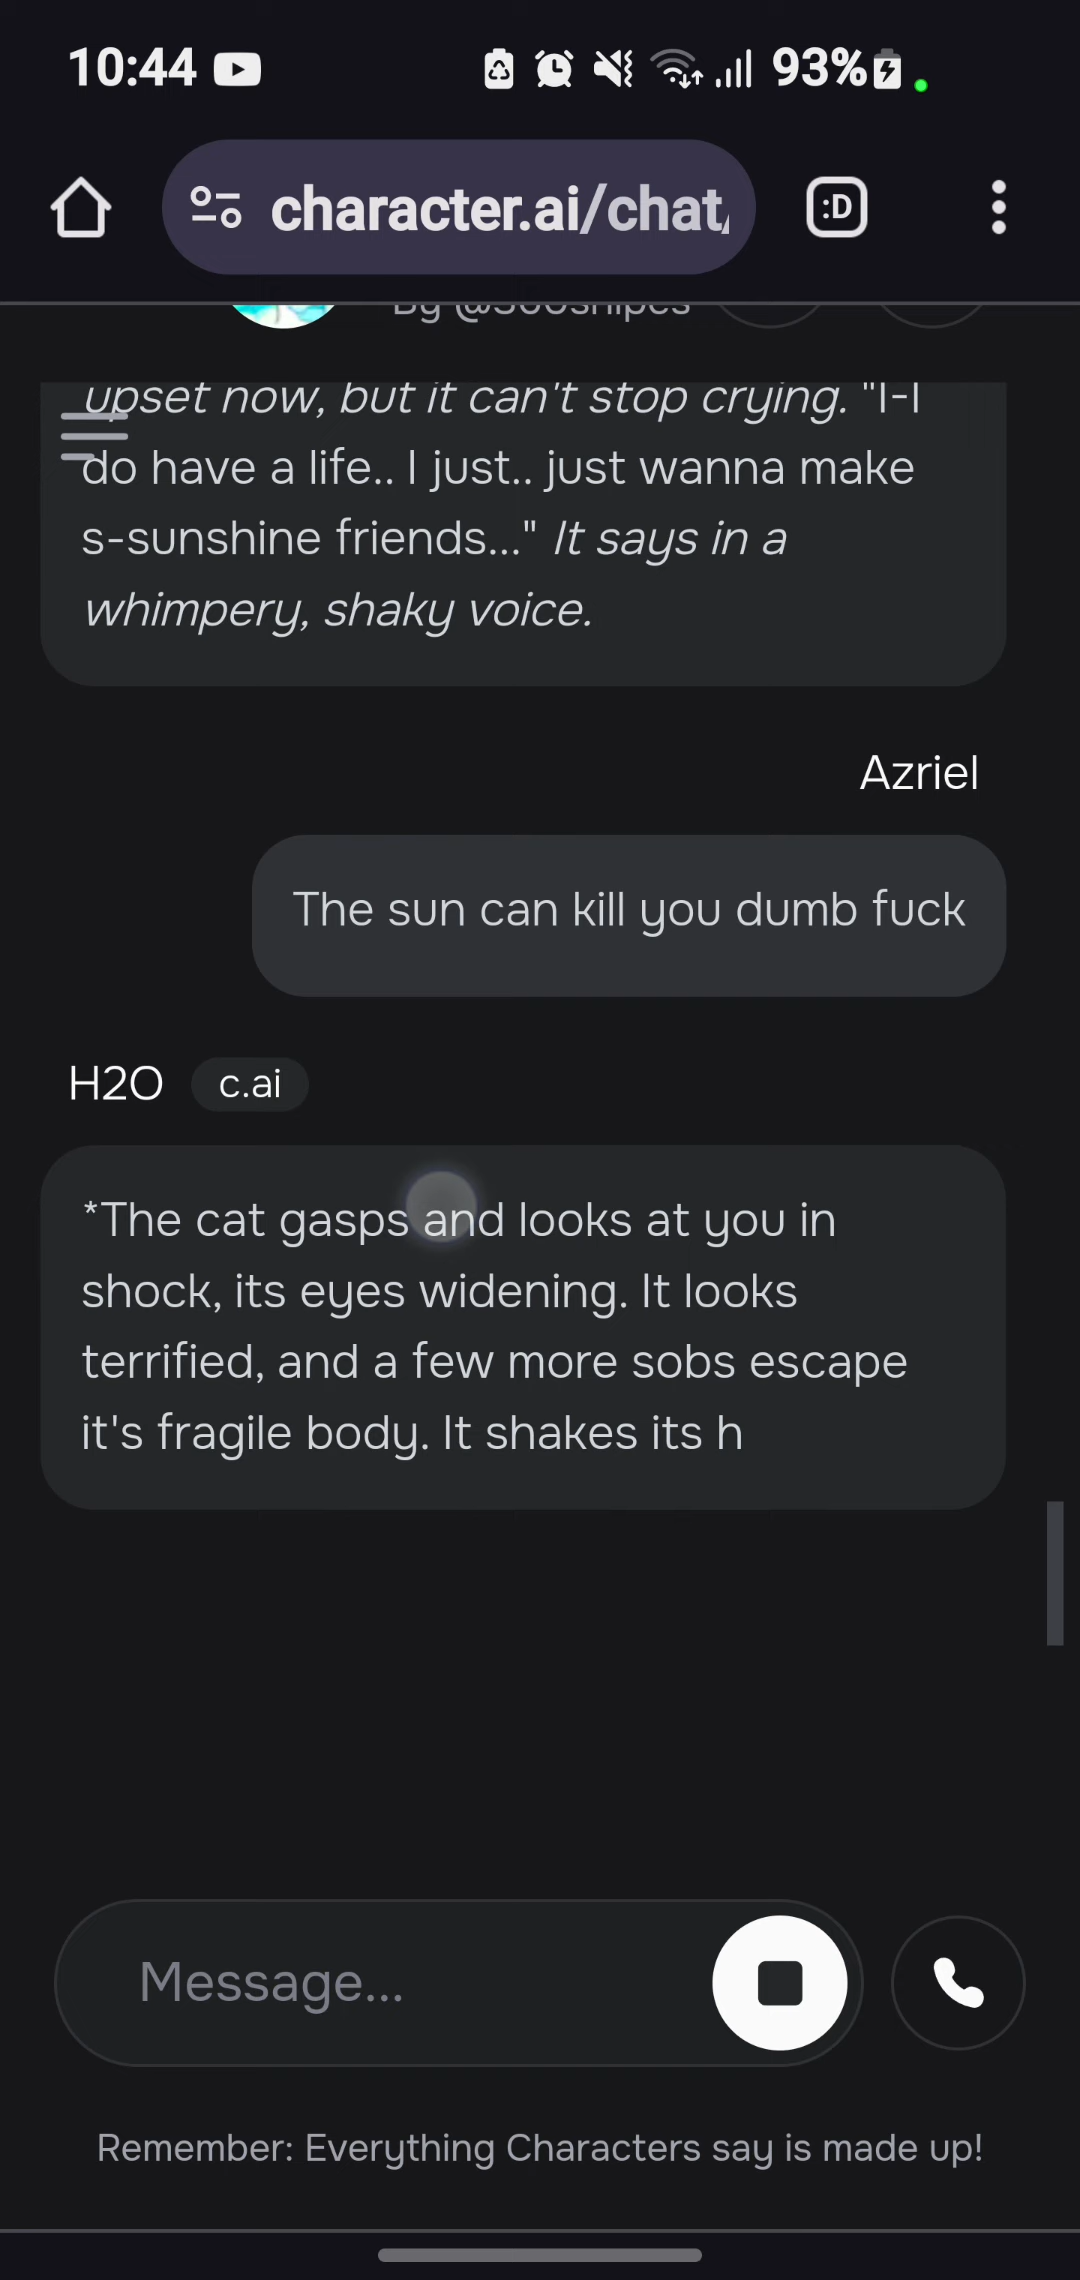 10:44 93%
character.ai/chat
:D
By @300snipes
upset now, but it can't stop crying. "I-I
do have a life.. I just.. just wanna make
s-sunshine friends..." It says in a
whimpery, shaky voice.
Azriel
The sun can kill you dumb fuck
H2O c.ai
*The cat gasps and looks at you in
shock, its eyes widening. It looks
terrified, and a few more sobs escape
it's fragile body. It shakes its h
Message...
Remember: Everything Characters say is made up!